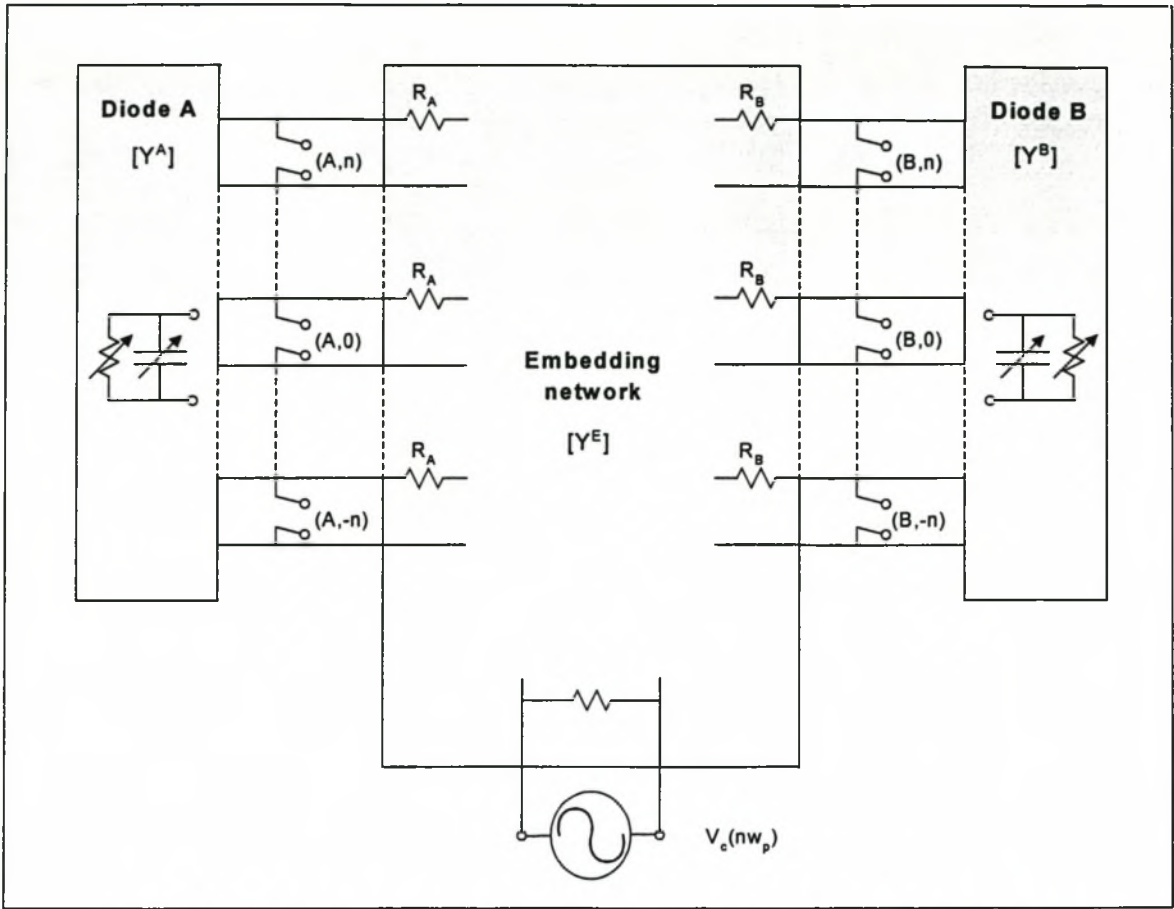 Diode A
[Y^A]
R_A
(A,n)
R_A
(A,0)
R_A
(A,-n)
Embedding
network
[Y^E]
R_B
(B,n)
R_B
(B,0)
R_B
(B,-n)
Diode B
[Y^B]
V_c(nw_p)